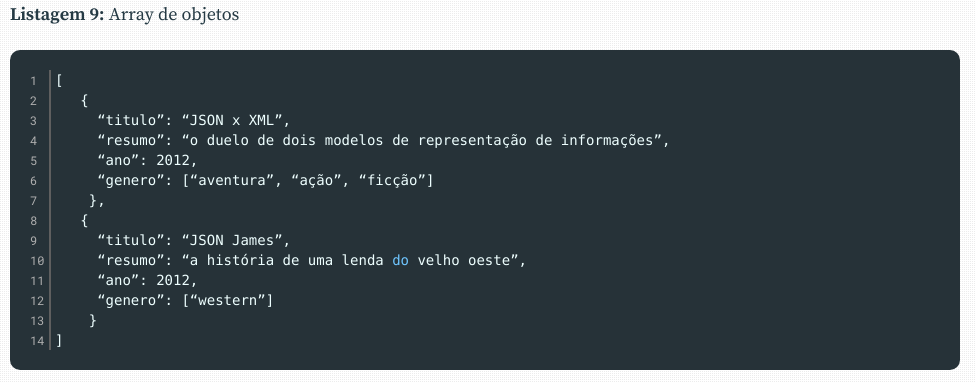 Listagem 9: Array de objetos
1 [
2 {
3 “titulo”: “JSON x XML”,
4 “resumo”: “o duelo de dois modelos de representação de informações”,
5 “ano”: 2012,
6 “genero”: [“aventura”, “ação”, “ficção”]
7 },
8 {
9 “titulo”: “JSON James”,
10 “resumo”: “a história de uma lenda do velho oeste”,
11 “ano”: 2012,
12 “genero”: [“western”]
13 }
14 ]